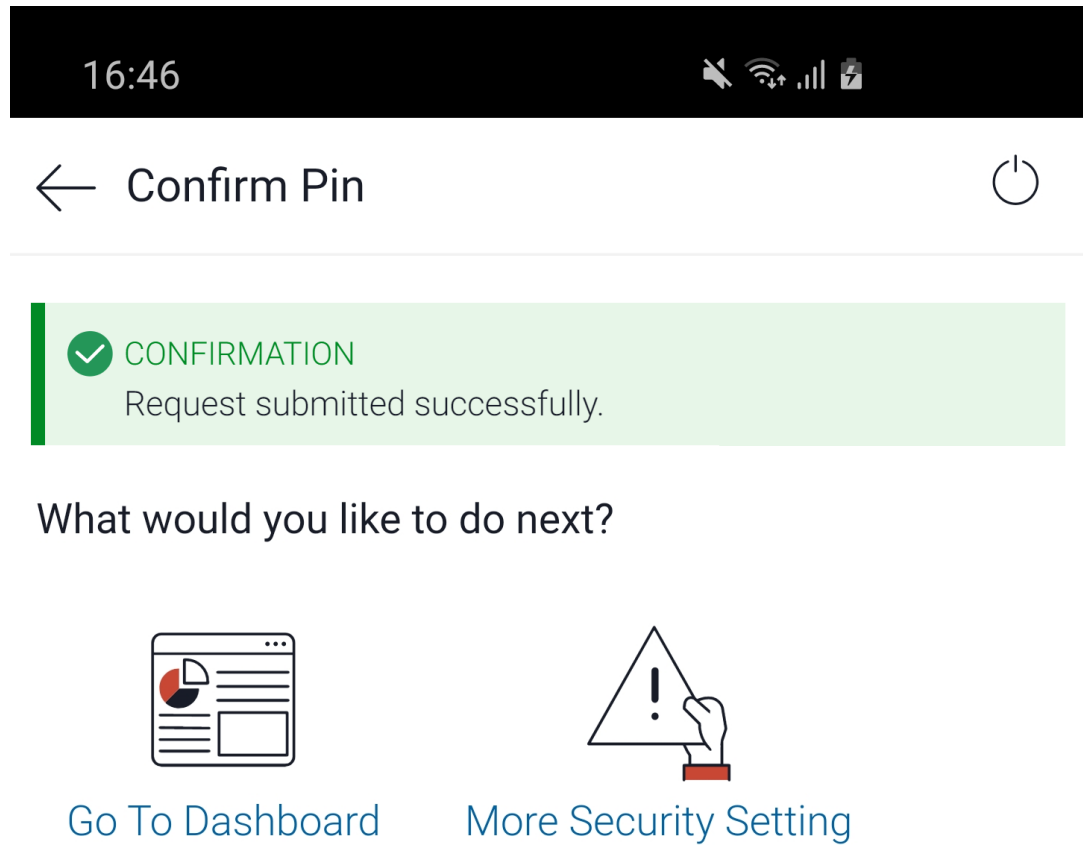 16:46
Confirm Pin
CONFIRMATION
Request submitted successfully.
What would you like to do next?
Go To Dashboard
More Security Setting